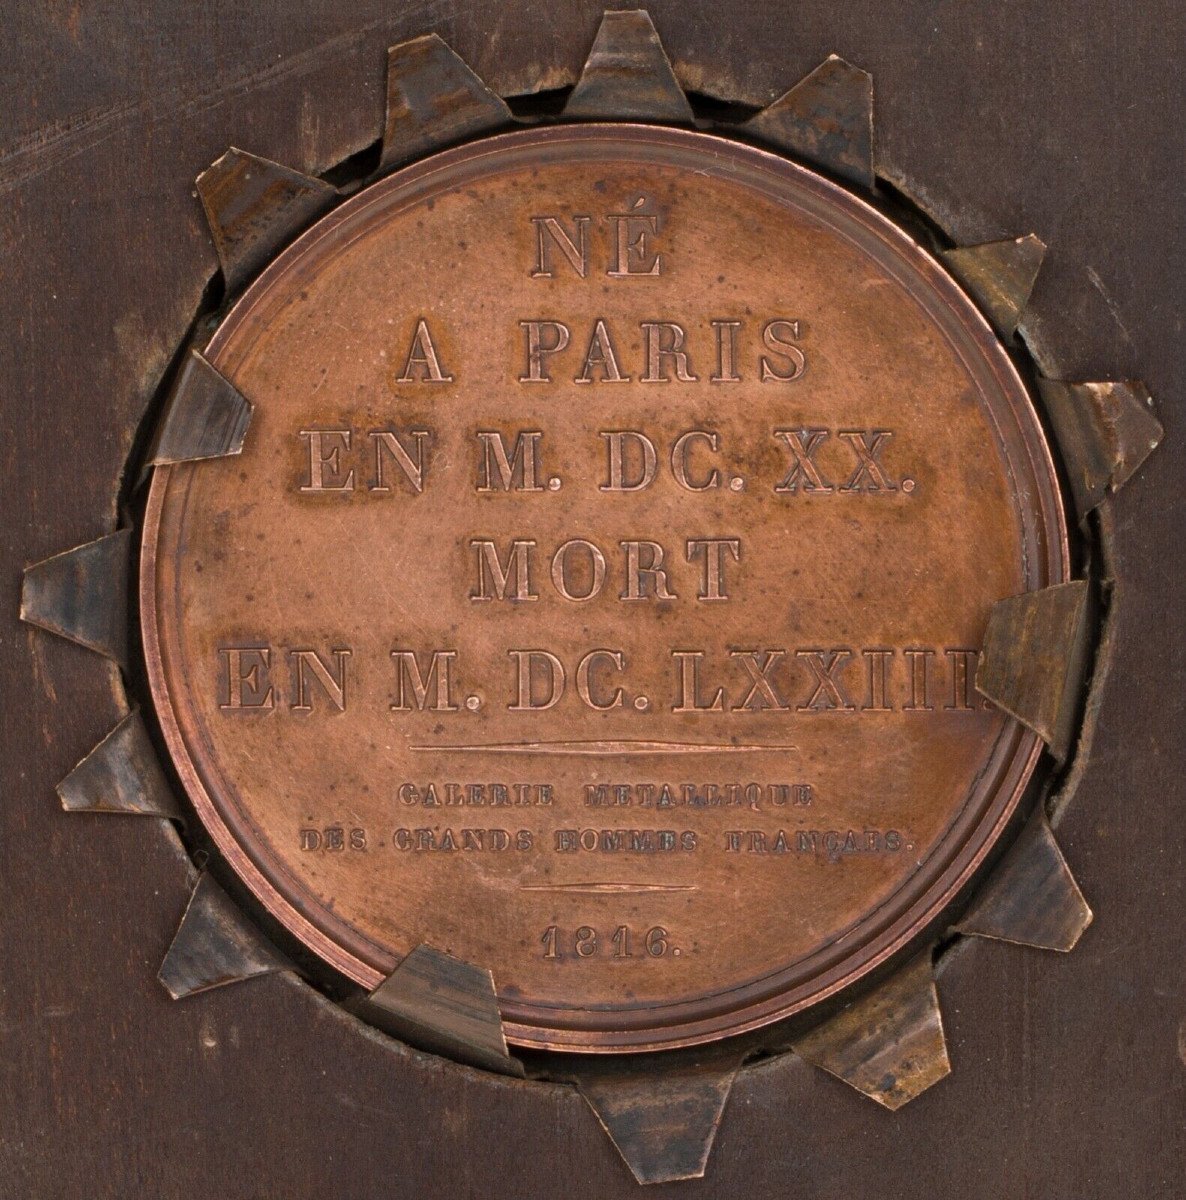 NÉ
A PARIS
EN M. DC. XX.
MORT
EN M. DC. LXXIII.
GALERIE METALLIQUE
DES GRANDS HOMMES FRANÇAIS.
1816.